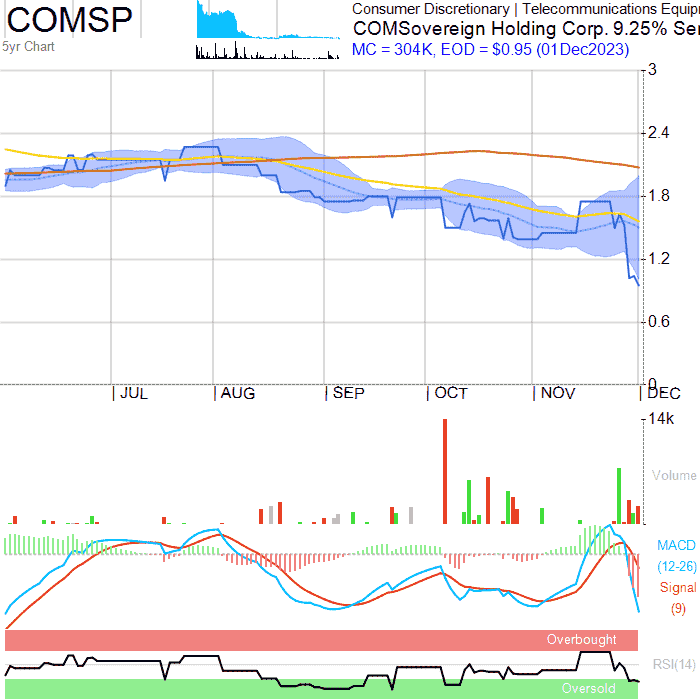 COMSP
5yr Chart
Consumer Discretionary | Telecommunications Equip
COMSovereign Holding Corp. 9.25% Ser
MC = 304K, EOD = $0.95 (01Dec2023)
3
2.4
1.8
1.2
0.6
0
JUL AUG SEP OCT NOV DEC
14k
Volume
MACD
(12-26)
Signal
(9)
Overbought
RSI(14)
Oversold